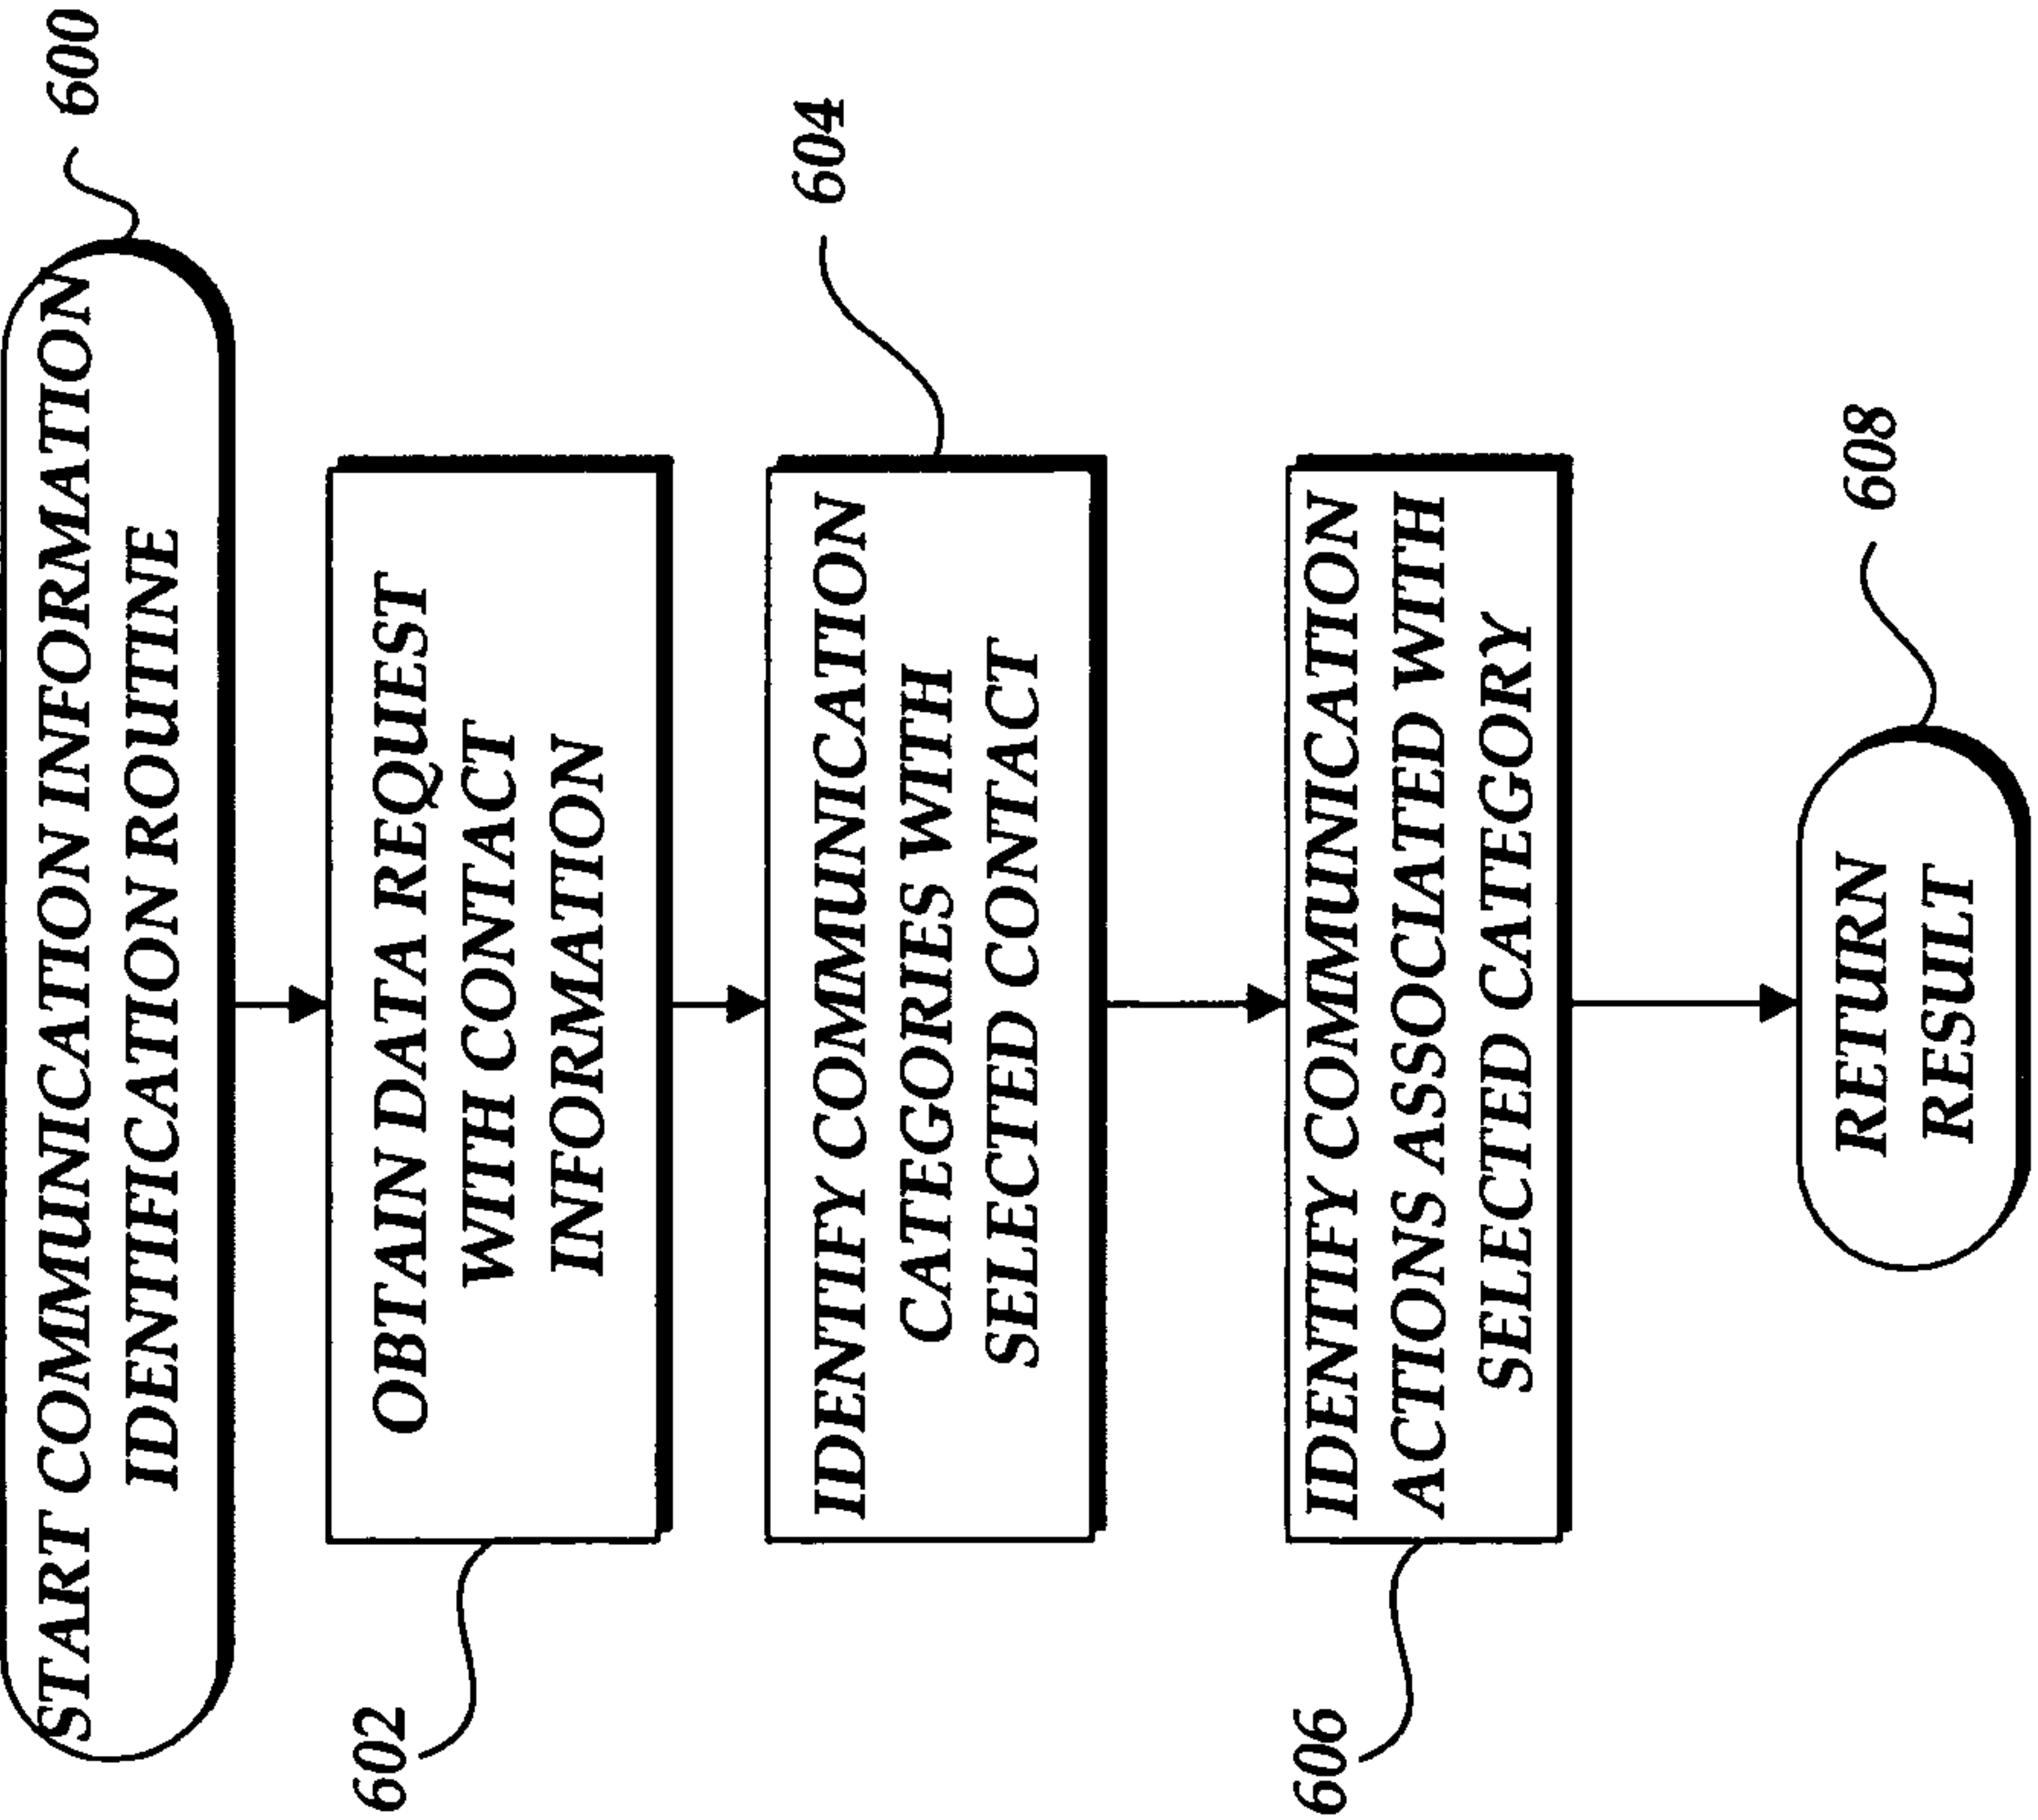 START COMMUNICATION INFORMATION
IDENTIFICATION ROUTINE
600
OBTAIN DATA REQUEST
WITH CONTACT
INFORMATION
602
IDENTIFY COMMUNICATION
CATEGORIES WITH
SELECTED CONTACT
604
IDENTIFY COMMUNICATION
ACTIONS ASSOCIATED WITH
SELECTED CATEGORY
606
RETURN
RESULT
608